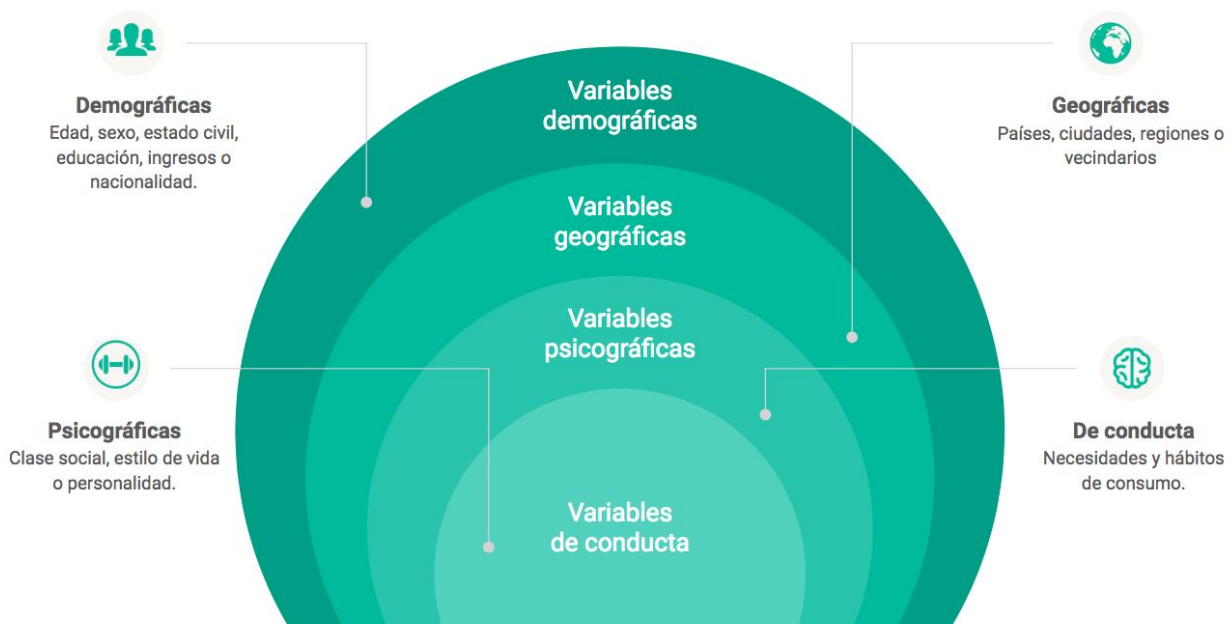 Demográficas
Edad, sexo, estado civil,
educación, ingresos o
nacionalidad.
Variables
demográficas
Geográficas
Países, ciudades, regiones o
vecindarios
Variables
geográficas
Variables
psicográficas
Psicográficas
Clase social, estilo de vida
o personalidad.
De conducta
Necesidades y hábitos
de consumo.
Variables
de conducta